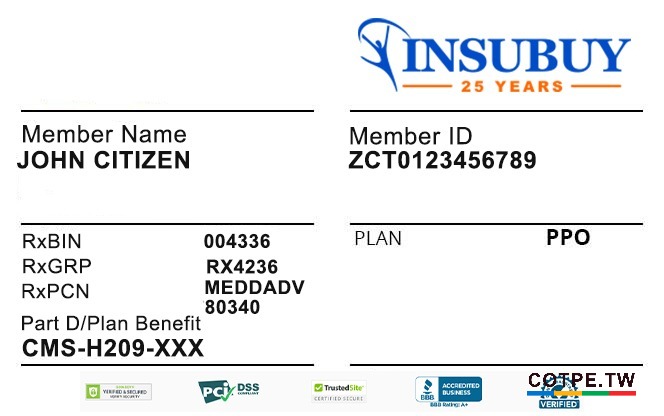 INSUBUY
25 YEARS
Member Name
JOHN CITIZEN
Member ID
ZCT0123456789
RxBIN 004336
RxGRP RX4236
RxPCN MEDDADV
80340
Part D/Plan Benefit
CMS-H209-XXX
PLAN PPO
VERIFIED & SECURED
PCI DSS
COMPLIANT
TrustedSite
CERTIFIED SECURE
BBB
ACCREDITED
BUSINESS
BBB Rating: A+
COTPE.TW
VERIFIED